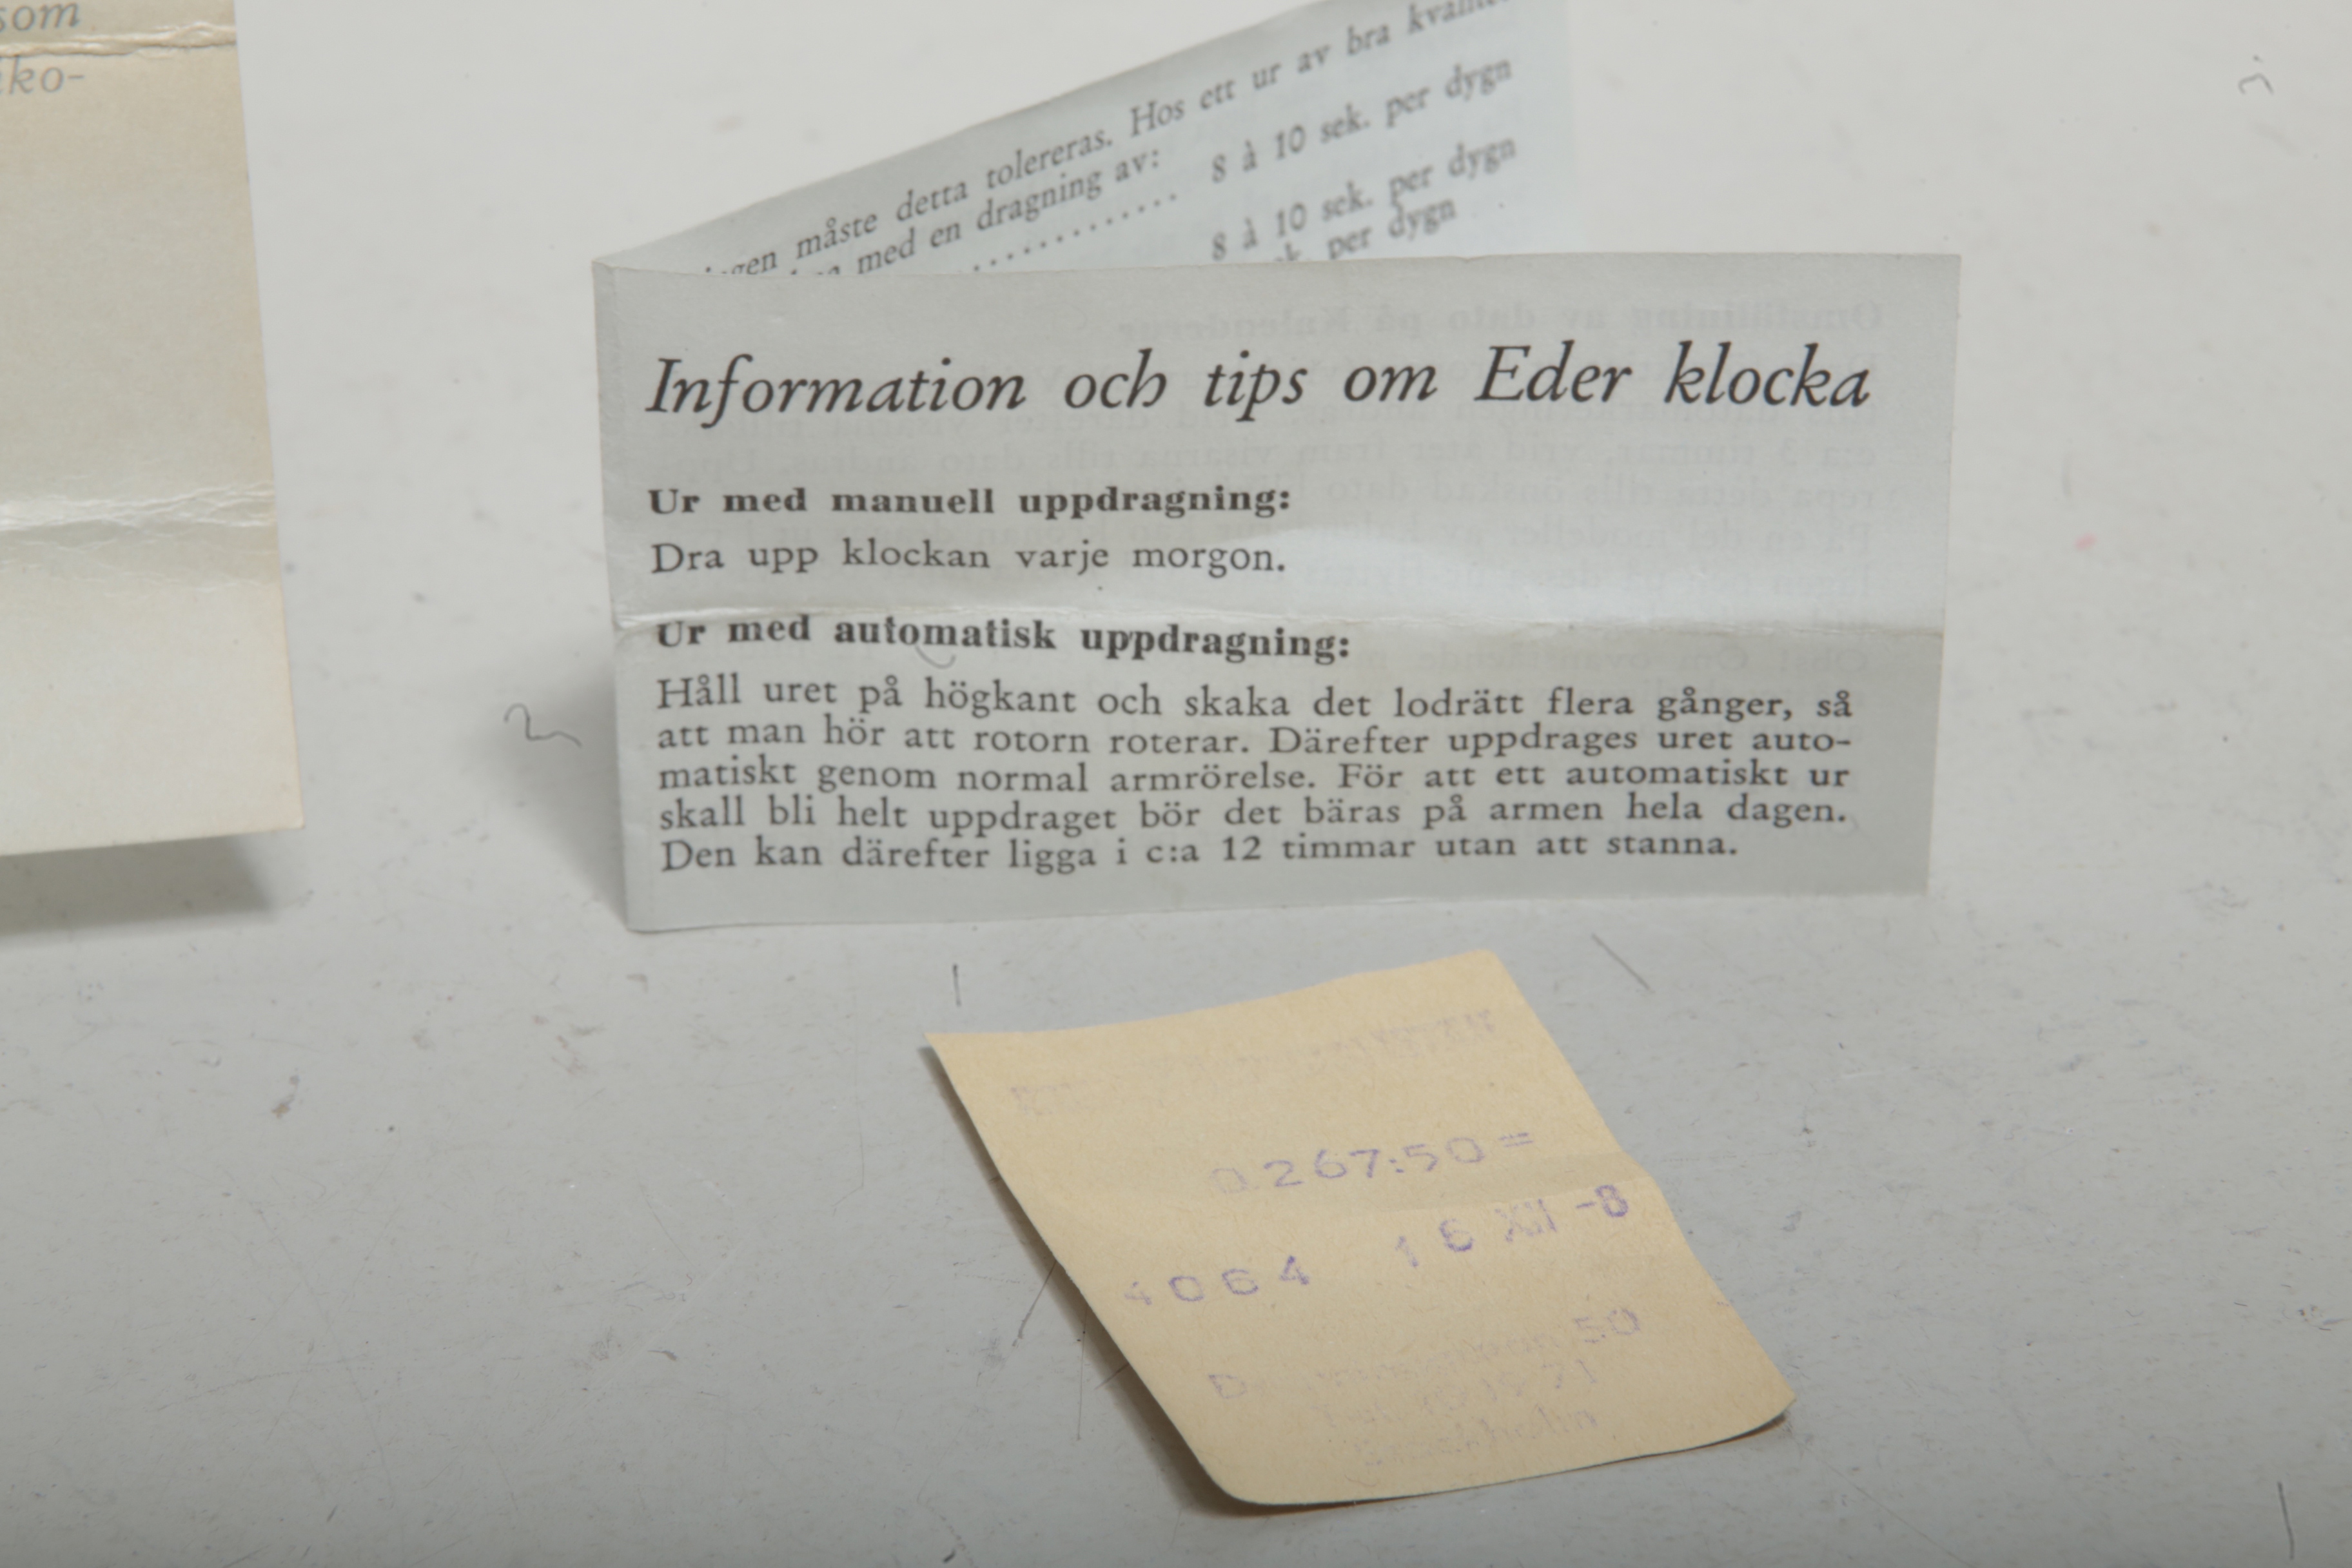 som
ko-
måste detta tolereras. Hos ett ur av bra
med en dragning av:
.............. 8 à 10 sek. per dygn
8 à 10 sek. per dygn
per dygn
Information och tips om Eder klocka
Ur med manuell uppdragning:
Dra upp klockan varje morgon.
Ur med automatisk uppdragning:
Håll uret på högkant och skaka det lodrätt flera gånger, så
att man hör att rotorn roterar. Därefter uppdrages uret auto-
matiskt genom normal armrörelse. För att ett automatiskt ur
skall bli helt uppdraget bör det bäras på armen hela dagen.
Den kan därefter ligga i c:a 12 timmar utan att stanna.
0267:50=
4064 16 XII -8
50